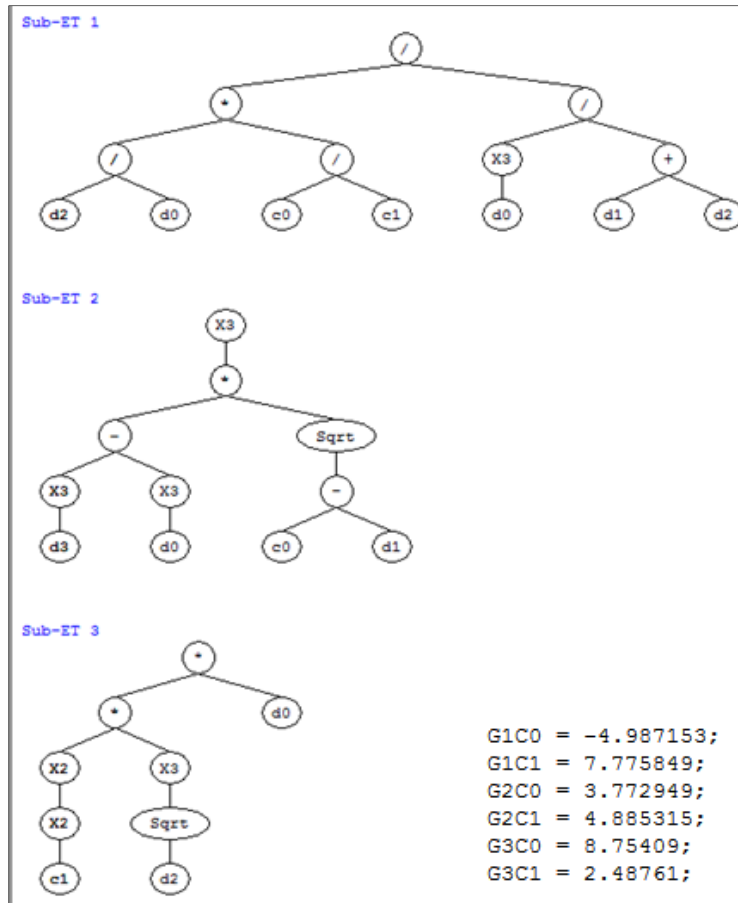 Sub-ET 1
/
* /
/ / X3 +
d2 d0 c0 c1 d0 d1 d2
Sub-ET 2
X3
*
- Sqrt
X3 X3 -
d3 d0 c0 d1
Sub-ET 3
*
* d0
X2 X3
X2 Sqrt
c1 d2
G1C0 = -4.987153;
G1C1 = 7.775849;
G2C0 = 3.772949;
G2C1 = 4.885315;
G3C0 = 8.75409;
G3C1 = 2.48761;